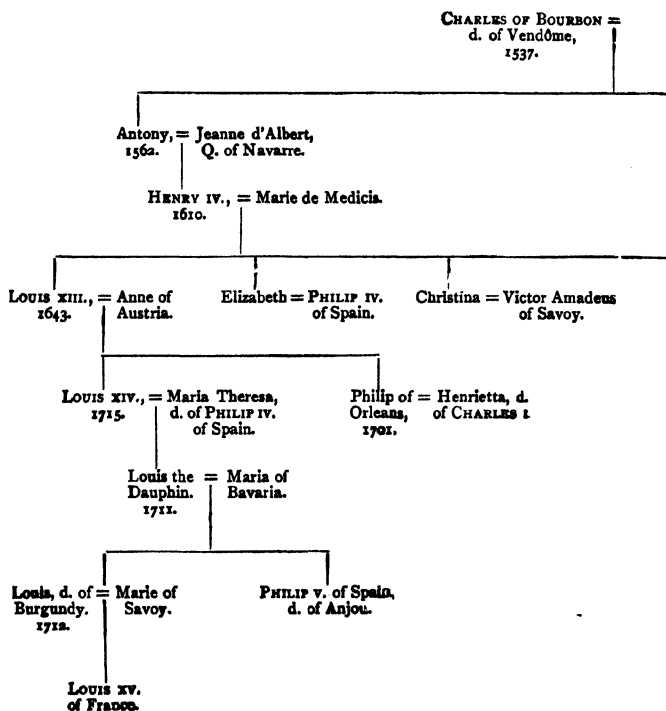 CHARLES OF BOURBON =
d. of Vendôme,
1537.
Antony, = Jeanne d'Albert,
1562. Q. of Navarre.
HENRY IV., = Marie de Medicis.
1610.
LOUIS XIII., = Anne of
1643. Austria.
Elizabeth = PHILIP IV.
of Spain.
Christina = Victor Amadeus
of Savoy.
LOUIS XIV., = Maria Theresa,
1715. d. of PHILIP IV.
of Spain.
Philip of = Henrietta, d.
Orleans, of CHARLES I.
1701.
Louis the = Maria of
Dauphin. Bavaria.
1711.
Louis, d. of = Marie of
Burgundy. Savoy.
1712.
PHILIP V. of Spain,
d. of Anjou.
LOUIS XV.
of France.